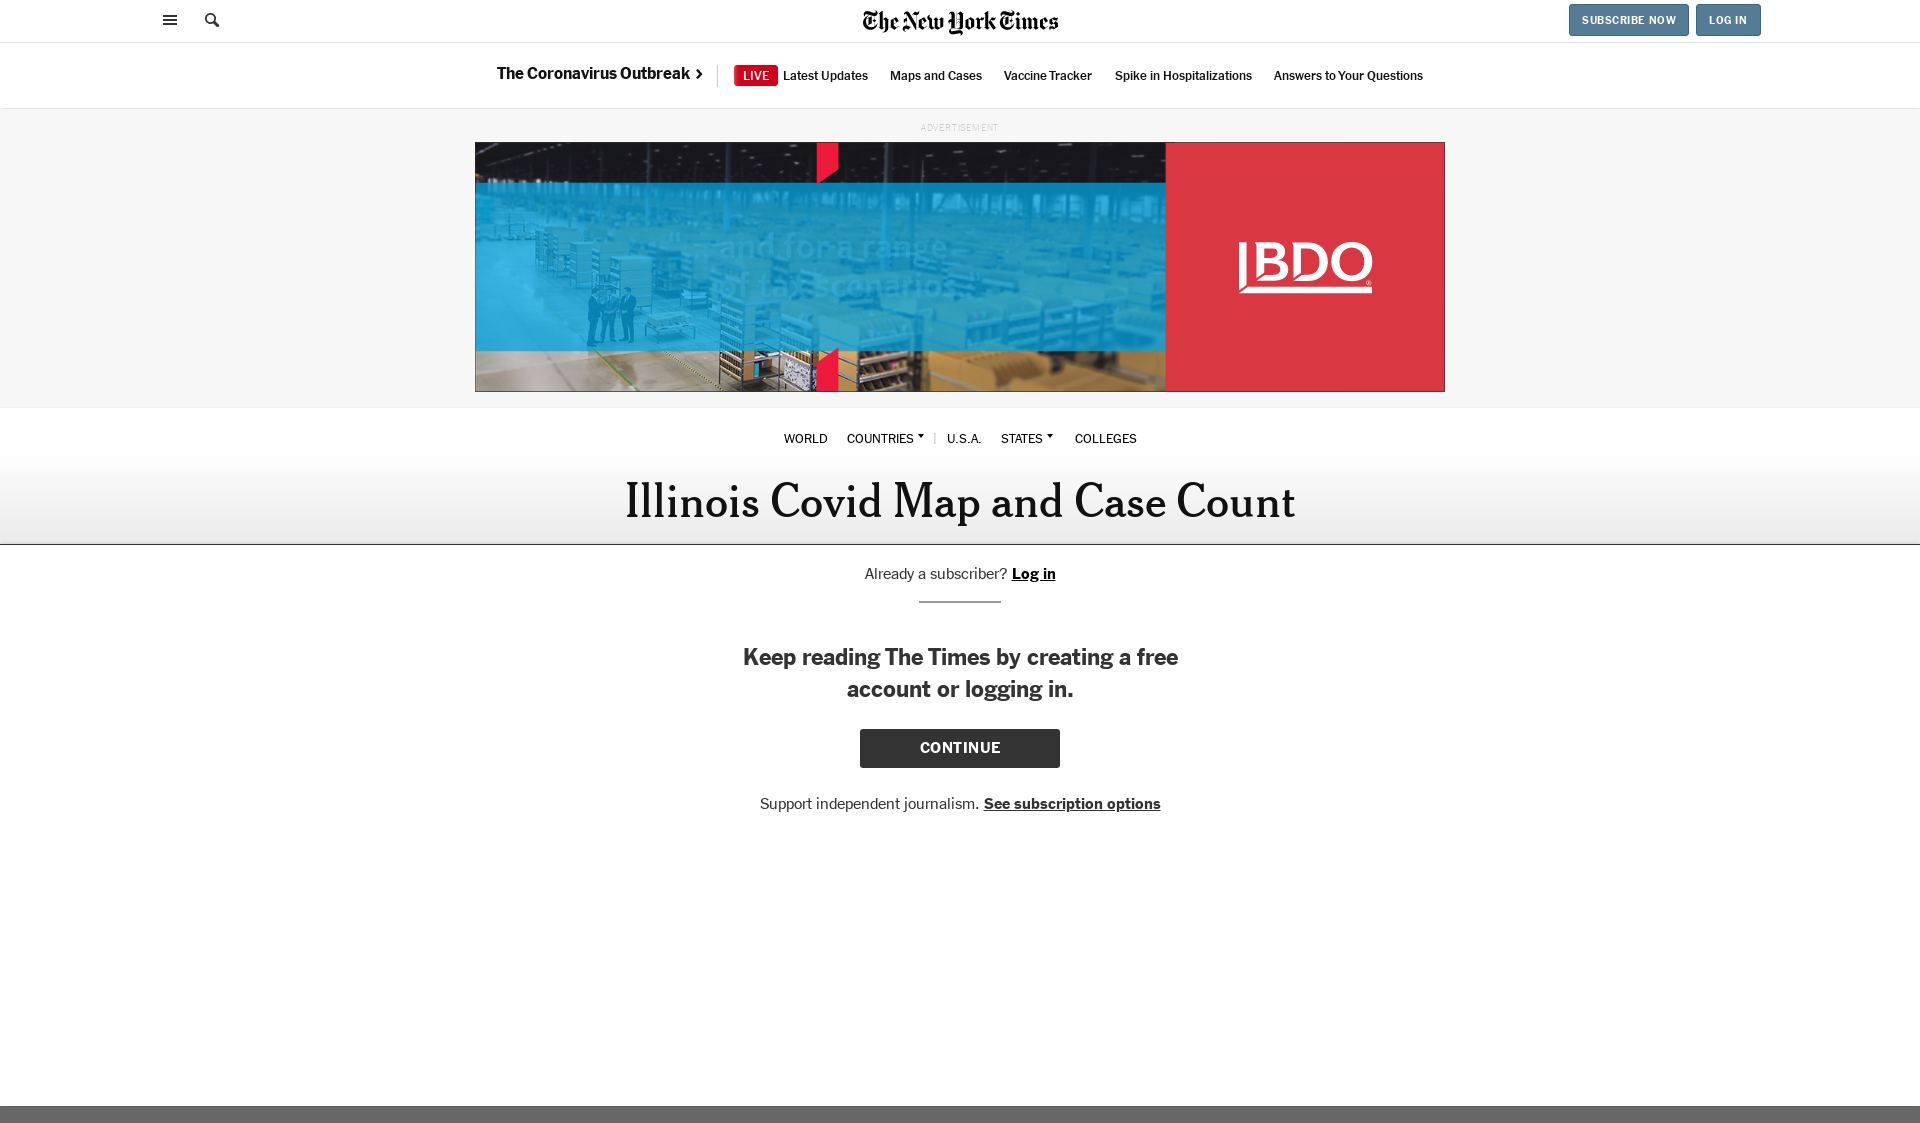 The New York Times
SUBSCRIBE NOW
LOG IN
The Coronavirus Outbreak
LIVE Latest Updates
Maps and Cases
Vaccine Tracker
Spike in Hospitalizations
Answers to Your Questions
ADVERTISEMENT
"... and for a range
of tax scenarios."
BDO
WORLD
COUNTRIES
U.S.A.
STATES
COLLEGES
Illinois Covid Map and Case Count
Already a subscriber? Log in
Keep reading The Times by creating a free
account or logging in.
CONTINUE
Support independent journalism. See subscription options